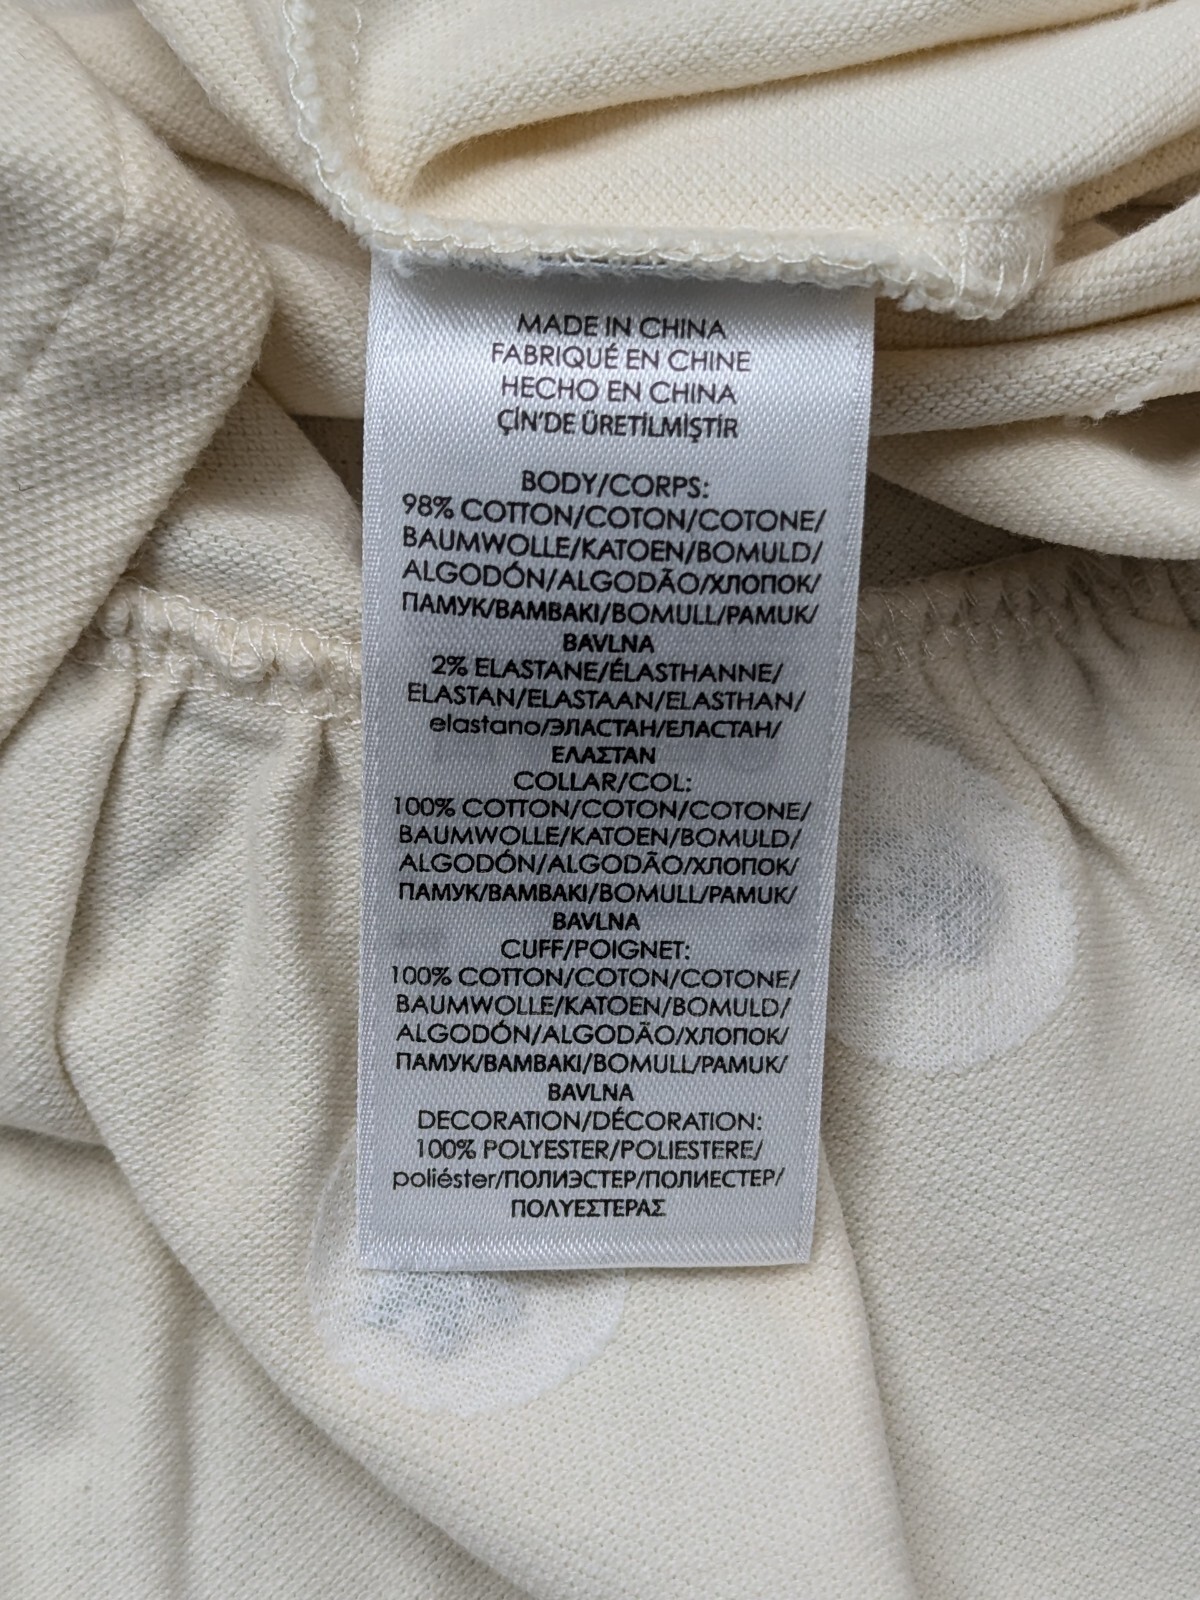 MADE IN CHINA
FABRIQUÉ EN CHINE
HECHO EN CHINA
ÇİN'DE ÜRETİLMİŞTİR
BODY/CORPS:
98% COTTON/COTON/COTONE/
BAUMWOLLE/KATOEN/BOMULD/
ALGODÓN/ALGODÃO/ХЛОПОК/
ПАМУК/ΒΑΜΒΑΚΙ/BOMULL/PAMUK/
BAVLNA
2% ELASTANE/ÉLASTHANNE/
ELASTAN/ELASTAAN/ELASTHAN/
elastano/ЭЛАСТАН/ЕЛАСТАН/
ΕΛΑΣΤΑΝ
COLLAR/COL:
100% COTTON/COTON/COTONE/
BAUMWOLLE/KATOEN/BOMULD/
ALGODÓN/ALGODÃO/ХЛОПОК/
ПАМУК/ΒΑΜΒΑΚΙ/BOMULL/PAMUK/
BAVLNA
CUFF/POIGNET:
100% COTTON/COTON/COTONE/
BAUMWOLLE/KATOEN/BOMULD/
ALGODÓN/ALGODÃO/ХЛОПОК/
ПАМУК/ΒΑΜΒΑΚΙ/BOMULL/PAMUK/
BAVLNA
DECORATION/DÉCORATION:
100% POLYESTER/POLIESTERE/
poliéster/ПОЛИЭСТЕР/ПОЛИЕСТЕР/
ΠΟΛΥΕΣΤΕΡΑΣ